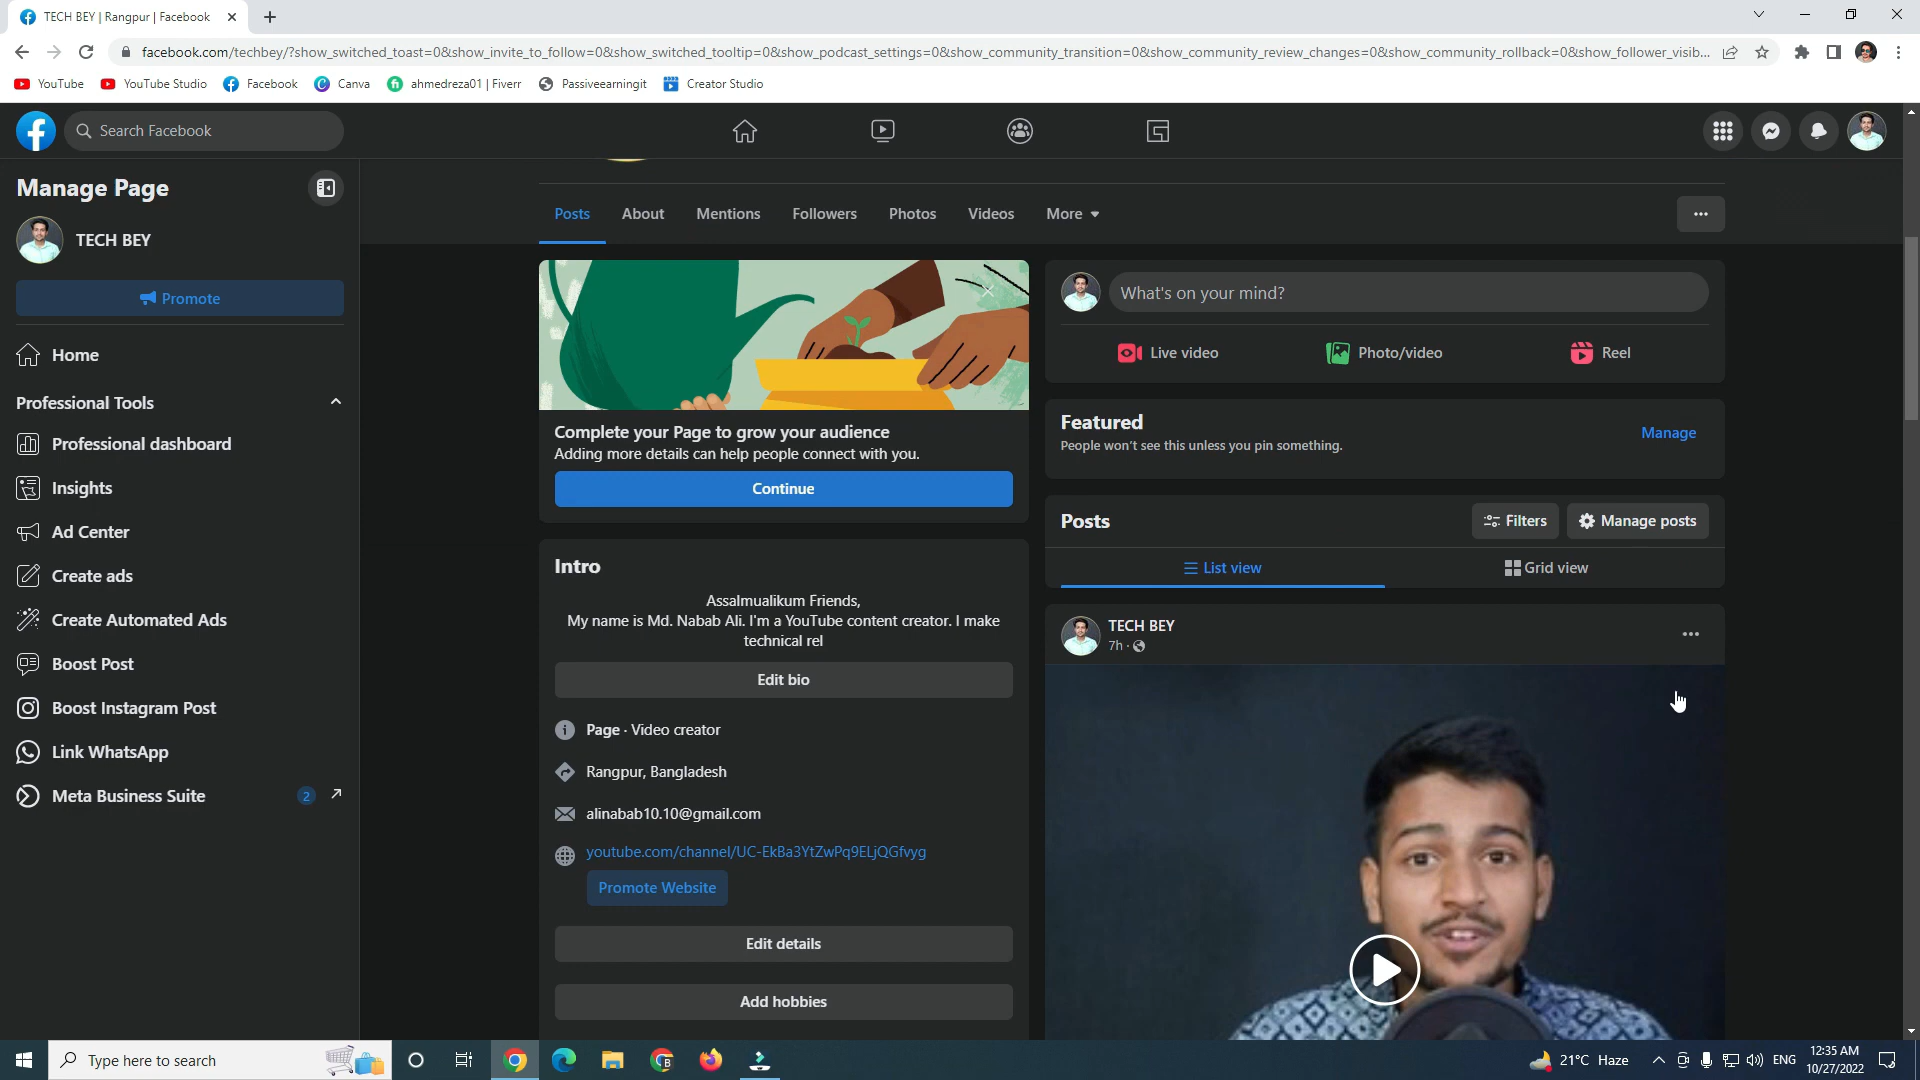 TECH BEY | Rangpur | Facebook
facebook.com/techbey/?show_switched_toast=0&show_invite_to_follow=0&show_switched_tooltip=0&show_podcast_settings=0&show_community_transition=0&show_community_review_changes=0&show_community_rollback=0&show_follower_visib...
YouTube YouTube Studio Facebook Canva ahmedreza01 | Fiverr Passiveearningit Creator Studio
Search Facebook
Manage Page
TECH BEY
Promote
Home
Professional Tools
Professional dashboard
Insights
Ad Center
Create ads
Create Automated Ads
Boost Post
Boost Instagram Post
Link WhatsApp
Meta Business Suite 2
Posts About Mentions Followers Photos Videos More
Complete your Page to grow your audience
Adding more details can help people connect with you.
Continue
Intro
Assalmualikum Friends,
My name is Md. Nabab Ali. I'm a YouTube content creator. I make
technical rel
Edit bio
Page · Video creator
Rangpur, Bangladesh
alinabab10.10@gmail.com
youtube.com/channel/UC-EkBa3YtZwPq9ELjQGfvyg
Promote Website
Edit details
Add hobbies
What's on your mind?
Live video Photo/video Reel
Featured
People won't see this unless you pin something.
Manage
Posts Filters Manage posts
List view Grid view
TECH BEY
7h ·
Type here to search
21°C Haze ENG 12:35 AM
10/27/2022